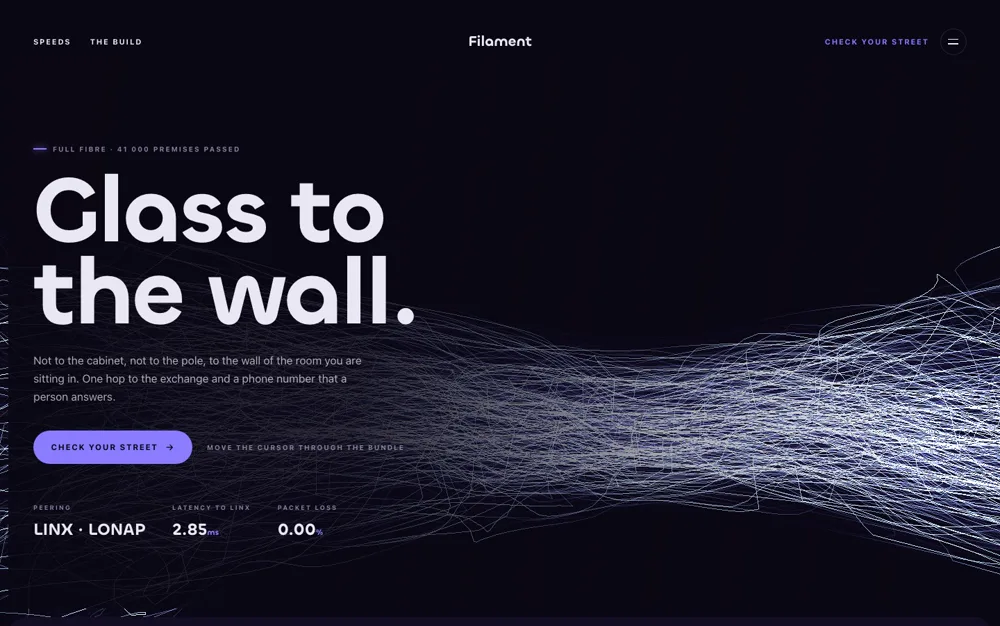 SPEEDS THE BUILD
Filament
CHECK YOUR STREET
FULL FIBRE · 41 000 PREMISES PASSED
Glass to
the wall.
Not to the cabinet, not to the pole, to the wall of the room you are
sitting in. One hop to the exchange and a phone number that a
person answers.
CHECK YOUR STREET →
MOVE THE CURSOR THROUGH THE BUNDLE
PEERING LATENCY TO LINX PACKET LOSS
LINX · LONAP 2.85ms 0.00%